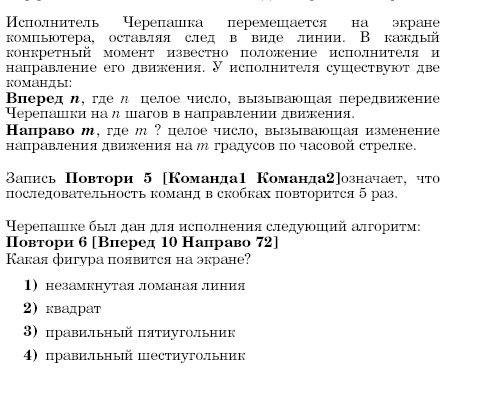 Исполнитель Черепашка перемещается на экране
компьютера, оставляя след в виде линии. В каждый
конкретный момент известно положение исполнителя и
направление его движения. У исполнителя существуют две
команды:
Вперед n, где n целое число, вызывающая передвижение
Черепашки на n шагов в направлении движения.
Направо m, где m ? целое число, вызывающая изменение
направления движения на m градусов по часовой стрелке.
Запись Повтори 5 [Команда1 Команда2]означает, что
последовательность команд в скобках повторится 5 раз.
Черепашке был дан для исполнения следующий алгоритм:
Повтори 6 [Вперед 10 Направо 72]
Какая фигура появится на экране?
1) незамкнутая ломаная линия
2) квадрат
3) правильный пятиугольник
4) правильный шестиугольник